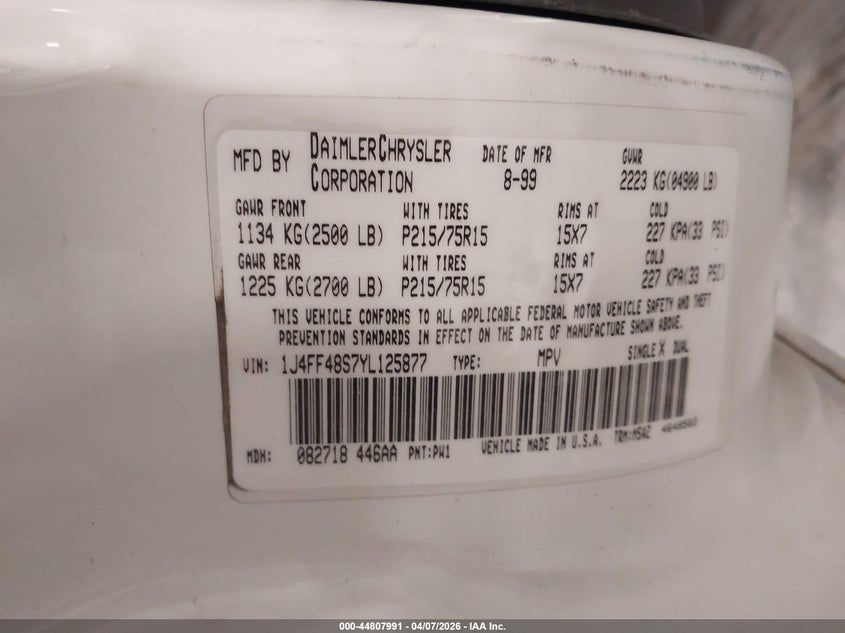 MFD BY DAIMLERCHRYSLER CORPORATION DATE OF MFR 8-99 GVWR 2223 KG(04900 LB)
GAWR FRONT WITH TIRES RIMS AT COLD
1134 KG(2500 LB) P215/75R15 15X7 227 KPA(33 PSI)
GAWR REAR WITH TIRES RIMS AT COLD
1225 KG(2700 LB) P215/75R15 15X7 227 KPA(33 PSI)
THIS VEHICLE CONFORMS TO ALL APPLICABLE FEDERAL MOTOR VEHICLE SAFETY AND THEFT
PREVENTION STANDARDS IN EFFECT ON THE DATE OF MANUFACTURE SHOWN ABOVE.
VIN: 1J4FF48S7YL125877 TYPE: MPV SINGLE X DUAL
MDH: 082718 446AA PNT:PW1 VEHICLE MADE IN U.S.A. TRM:MSAZ
000-44807991 - 04/07/2026 - IAA Inc.